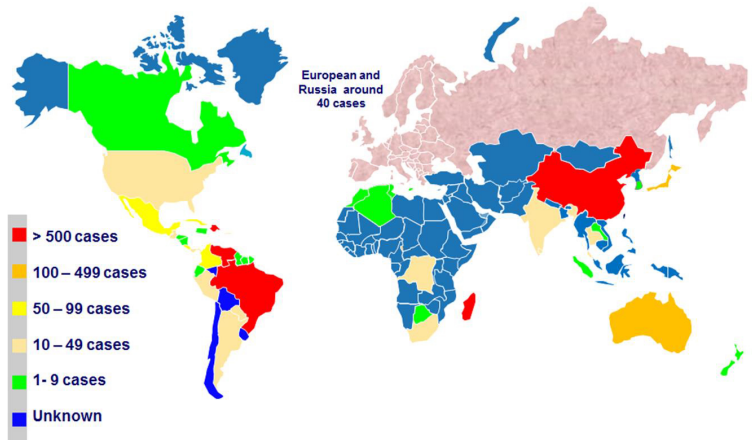 European and
Russia around
40 cases
> 500 cases
100 – 499 cases
50 – 99 cases
10 – 49 cases
1- 9 cases
Unknown